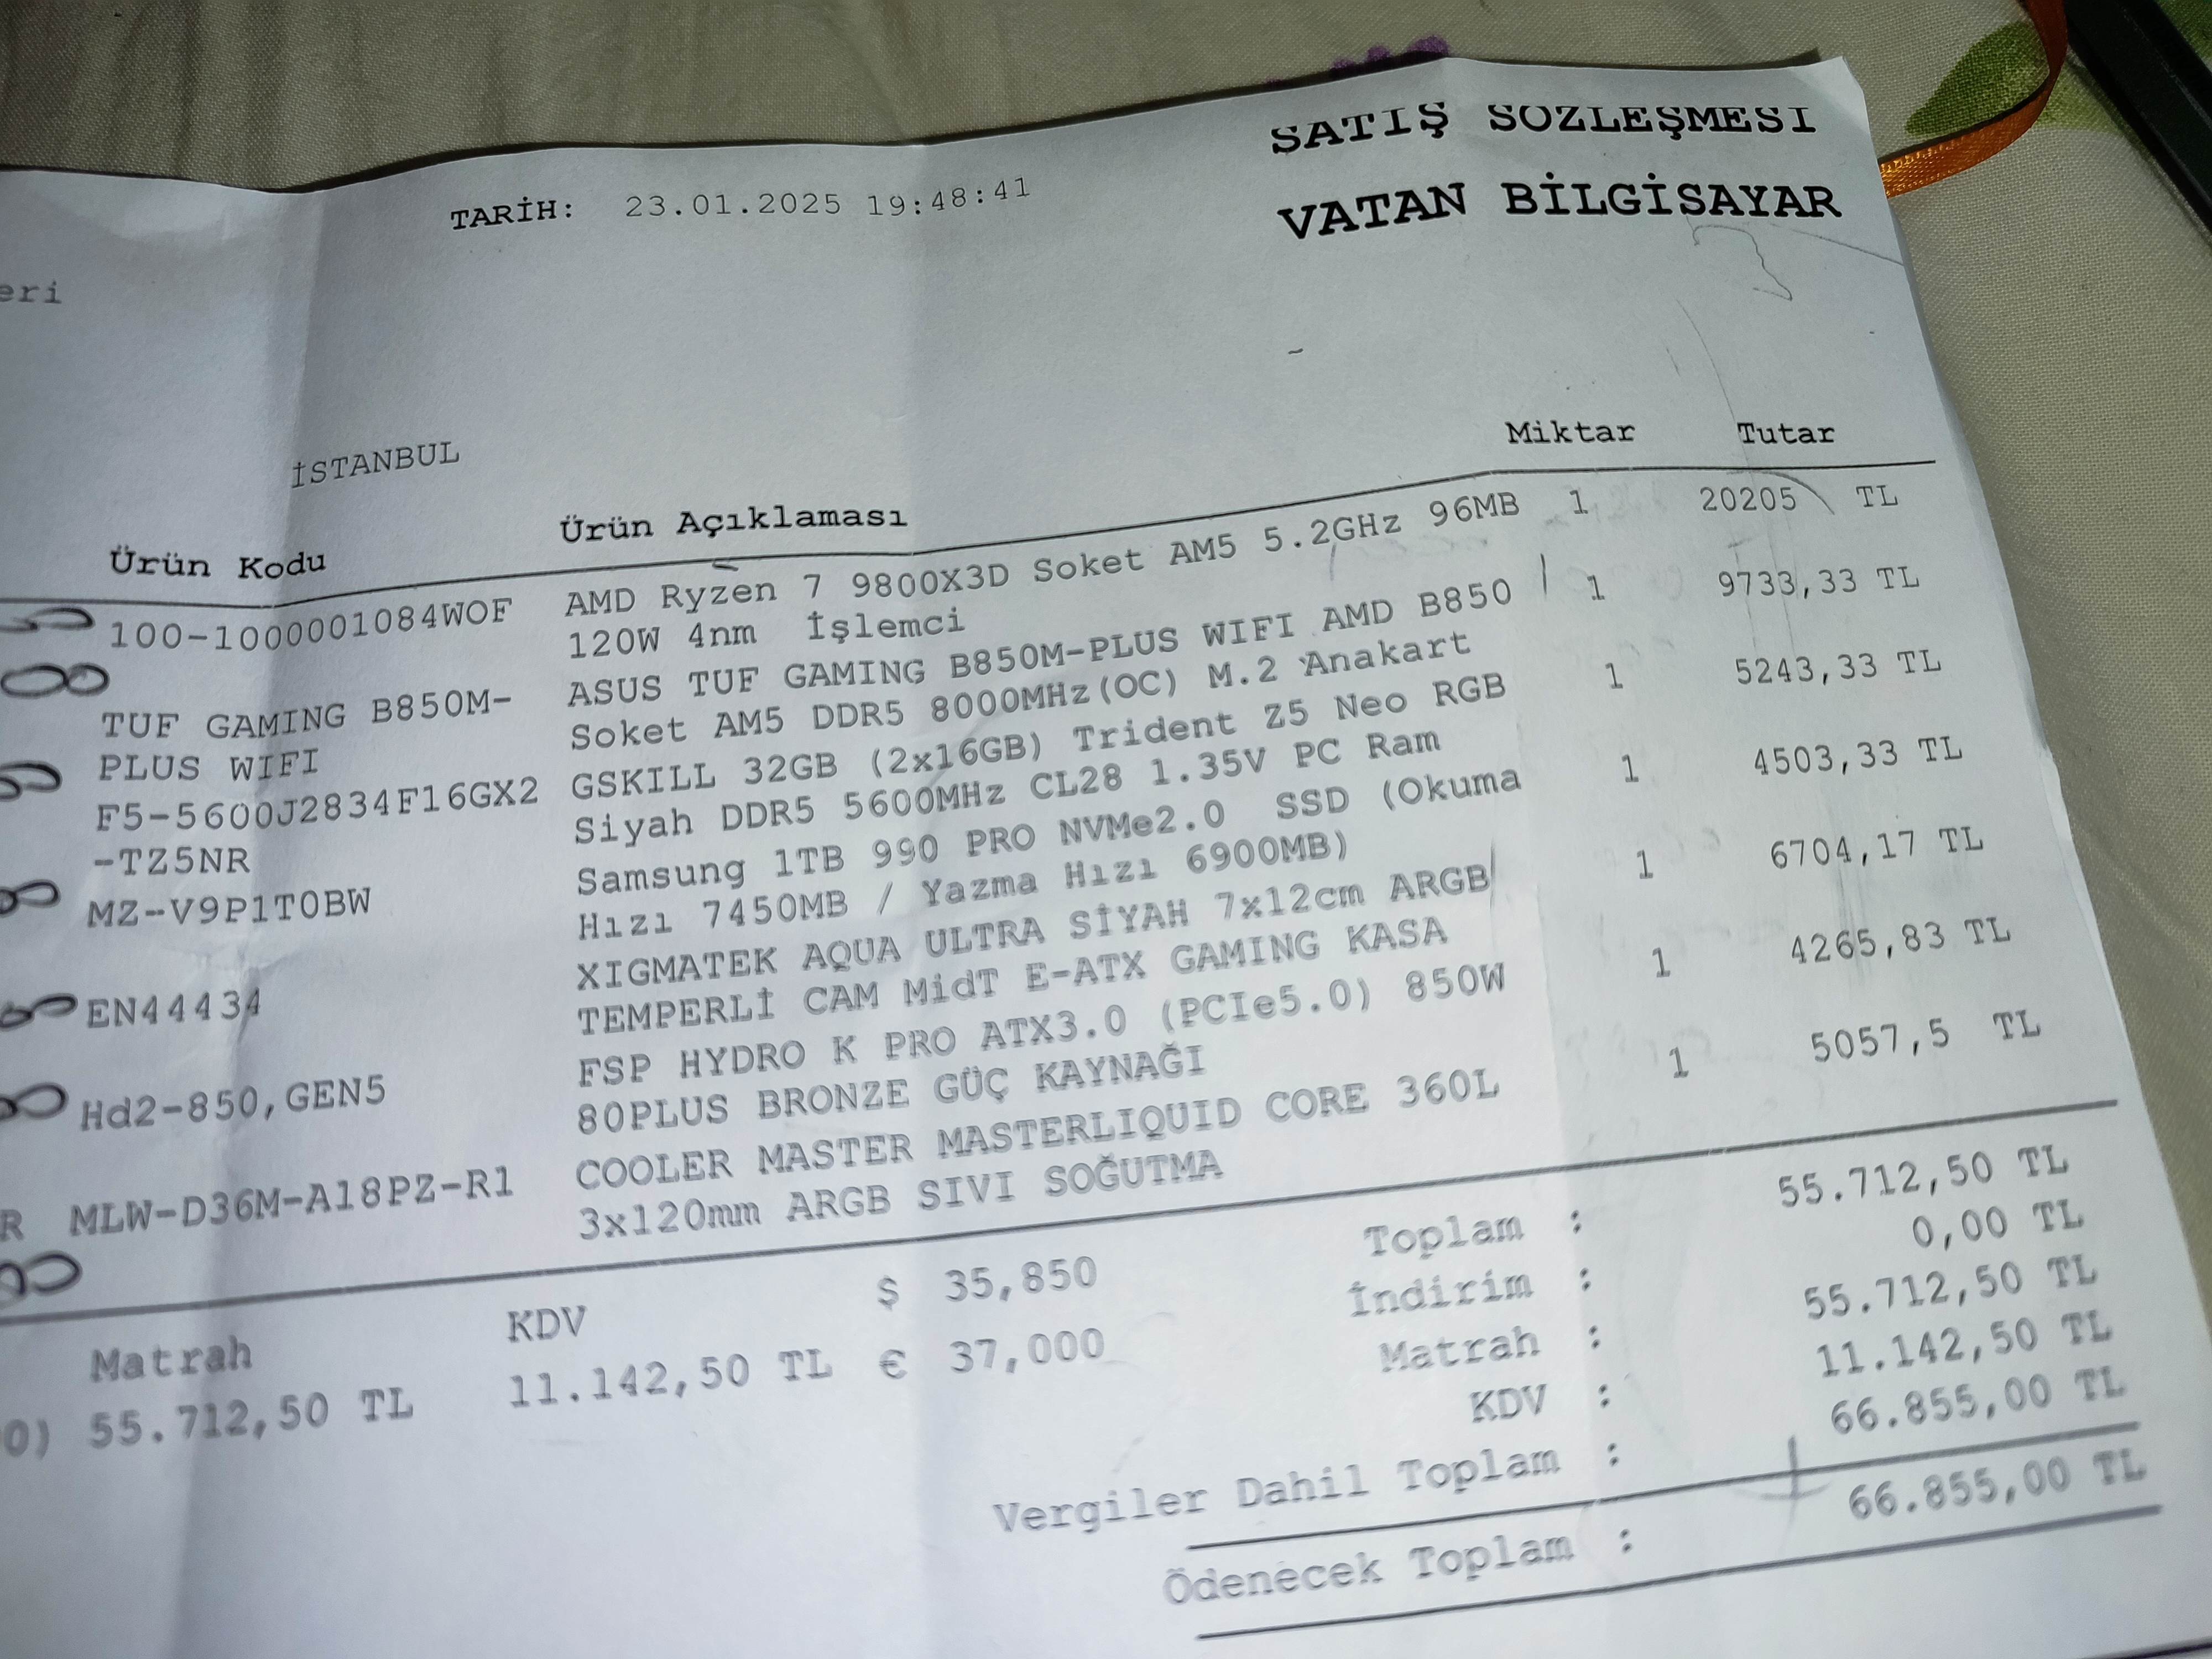 SATIŞ SÖZLEŞMESİ
TARİH: 23.01.2025 19:48:41
VATAN BİLGİSAYAR
eri
İSTANBUL
Ürün Kodu Ürün Açıklaması Miktar Tutar
100-1000001084WOF AMD Ryzen 7 9800X3D Soket AM5 5.2GHz 96MB 1 20205 TL
120W 4nm İşlemci
TUF GAMING B850M- ASUS TUF GAMING B850M-PLUS WIFI AMD B850 1 9733,33 TL
PLUS WIFI Soket AM5 DDR5 8000MHz(OC) M.2 Anakart
F5-5600J2834F16GX2 GSKILL 32GB (2x16GB) Trident Z5 Neo RGB 1 5243,33 TL
-TZ5NR Siyah DDR5 5600MHz CL28 1.35V PC Ram
MZ-V9P1T0BW Samsung 1TB 990 PRO NVMe2.0 SSD (Okuma 1 4503,33 TL
Hızı 7450MB / Yazma Hızı 6900MB)
EN44434 XIGMATEK AQUA ULTRA SİYAH 7x12cm ARGB 1 6704,17 TL
TEMPERLİ CAM MidT E-ATX GAMING KASA
Hd2-850,GEN5 FSP HYDRO K PRO ATX3.0 (PCIe5.0) 850W 1 4265,83 TL
80PLUS BRONZE GÜÇ KAYNAĞI
R MLW-D36M-A18PZ-R1 COOLER MASTER MASTERLIQUID CORE 360L 1 5057,5 TL
3x120mm ARGB SIVI SOĞUTMA
Toplam : 55.712,50 TL
$ 35,850 İndirim : 0,00 TL
Matrah KDV € 37,000 Matrah : 55.712,50 TL
0) 55.712,50 TL 11.142,50 TL KDV : 11.142,50 TL
Vergiler Dahil Toplam : 66.855,00 TL
Ödenecek Toplam : 66.855,00 TL